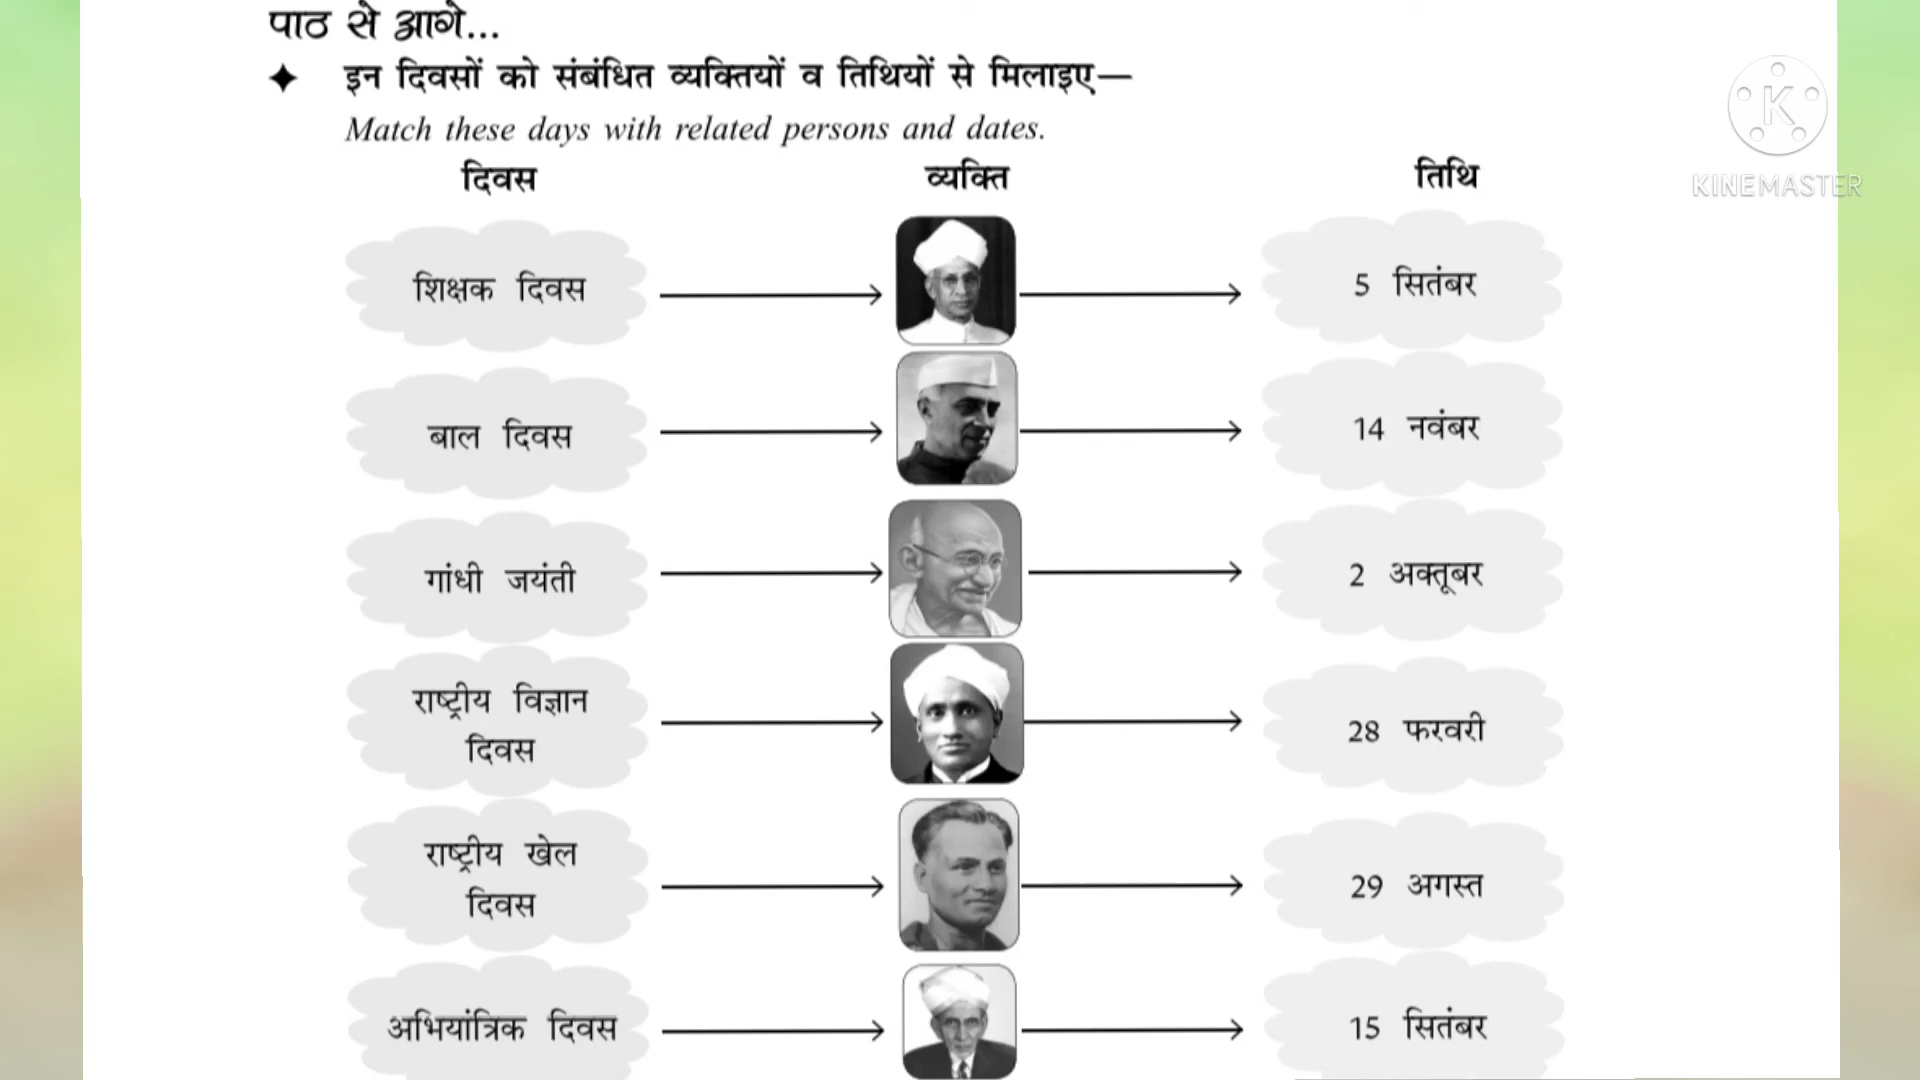 पाठ से आगे...
✦ इन दिवसों को संबंधित व्यक्तियों व तिथियों से मिलाइए—
Match these days with related persons and dates.
दिवस व्यक्ति तिथि
K
KINEMASTER
शिक्षक दिवस 5 सितंबर
बाल दिवस 14 नवंबर
गांधी जयंती 2 अक्तूबर
राष्ट्रीय विज्ञान
दिवस
28 फरवरी
राष्ट्रीय खेल
दिवस
29 अगस्त
अभियांत्रिक दिवस 15 सितंबर